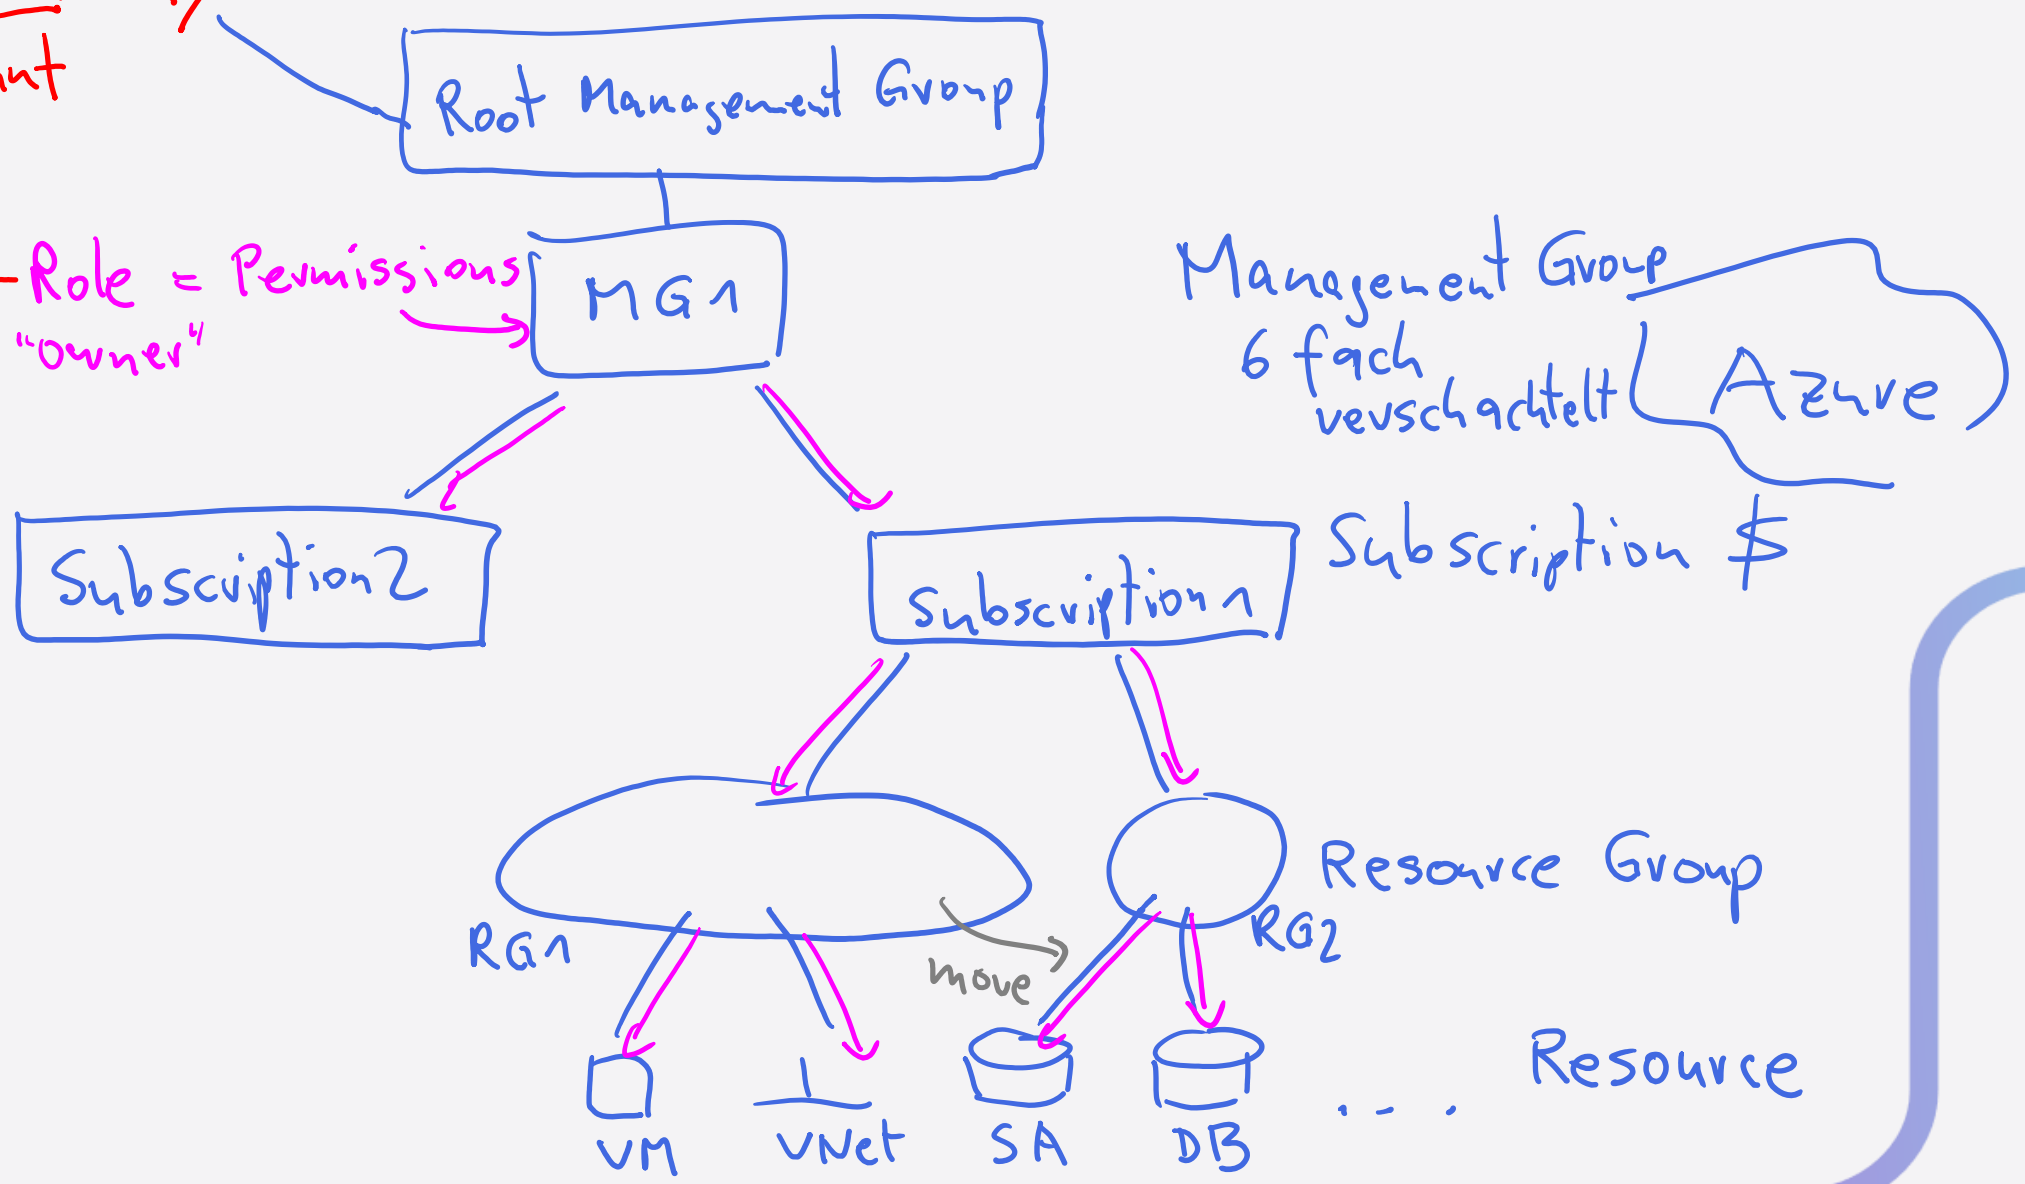 Root Management Group
Role = Permissions
"owner"
MG1
Management Group
6 fach
verschachtelt
Azure
Subscription2
Subscription1
Subscription $
RG1
move
RG2
Resource Group
VM
VNet
SA
DB
...
Resource